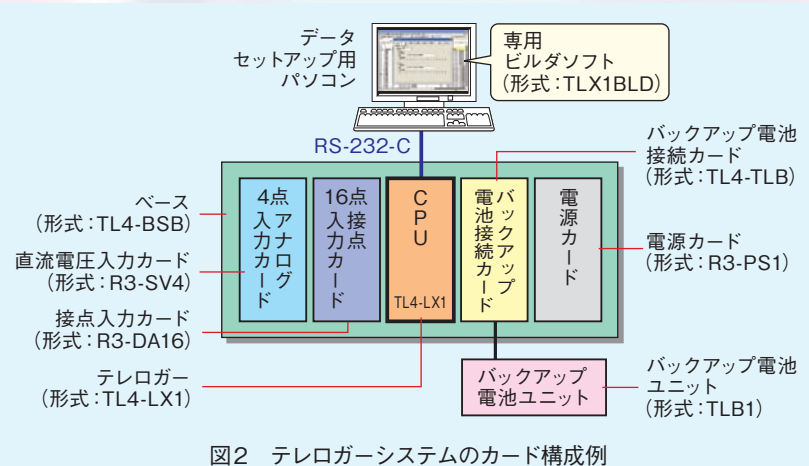 データ
セットアップ用
パソコン
専用
ビルダソフト
(形式:TLX1BLD)
RS-232-C
バックアップ電池
接続カード
(形式:TL4-TLB)
ベース
(形式:TL4-BSB)
直流電圧入力カード
(形式:R3-SV4)
接点入力カード
(形式:R3-DA16)
テレロガー
(形式:TL4-LX1)
4点
アナログ
入力カード
16点
接点
入力カード
CPU
TL4-LX1
バックアップ
電池接続カード
電源カード
電源カード
(形式:R3-PS1)
バックアップ
電池ユニット
バックアップ電池
ユニット
(形式:TLB1)
図2 テレロガーシステムのカード構成例